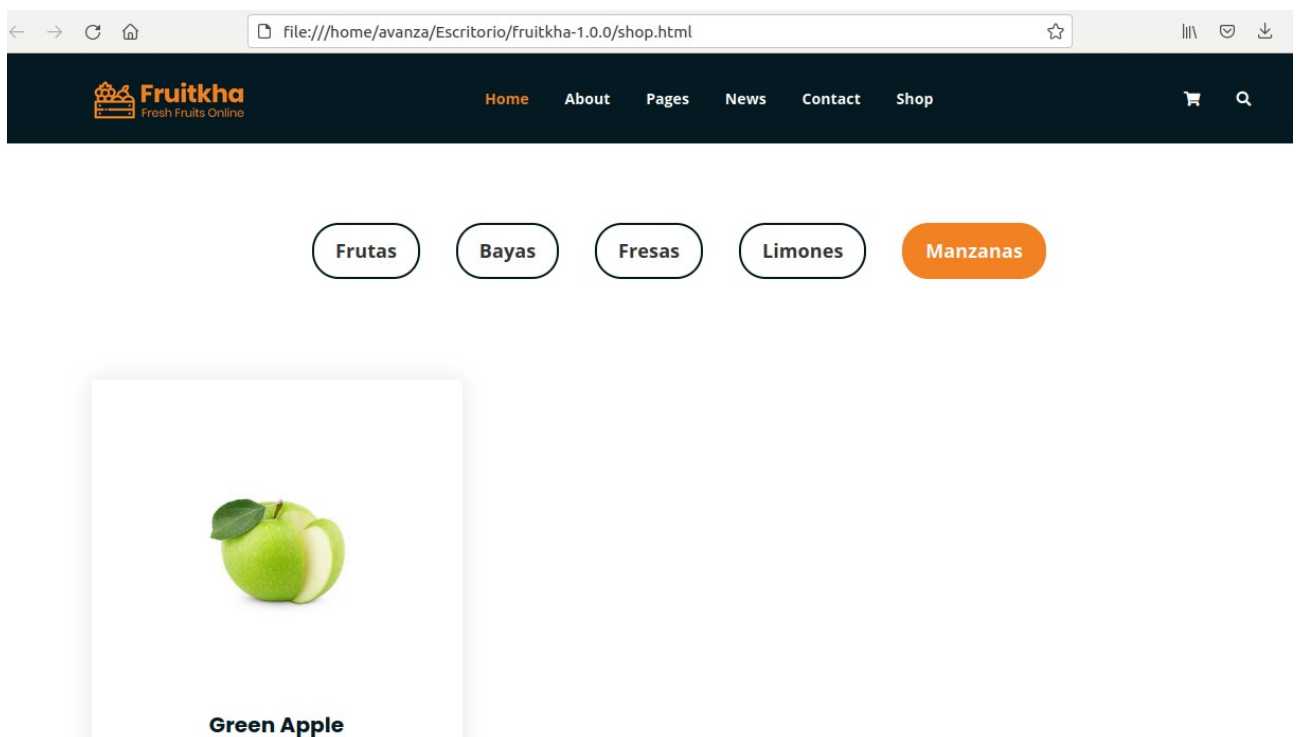 file:///home/avanza/Escritorio/fruitkha-1.0.0/shop.html
Fruitkha
Fresh Fruits Online
Home About Pages News Contact Shop
Frutas Bayas Fresas Limones Manzanas
Green Apple